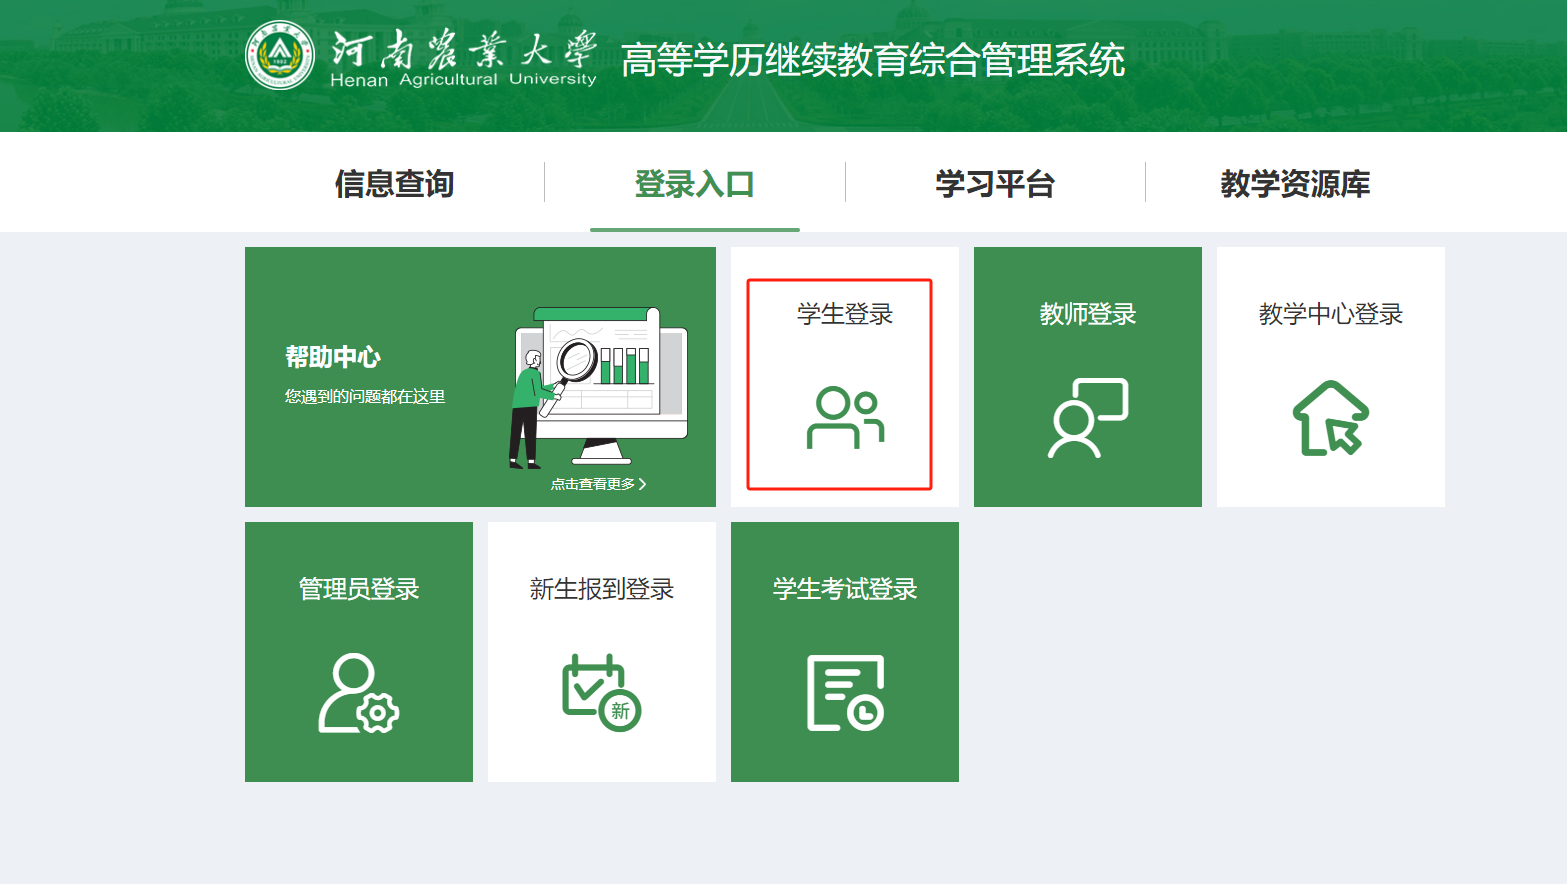 河南農業大學
Henan Agricultural University
高等学历继续教育综合管理系统
信息查询
登录入口
学习平台
教学资源库
帮助中心
您遇到的问题都在这里
点击查看更多
学生登录
教师登录
教学中心登录
管理员登录
新生报到登录
新
学生考试登录